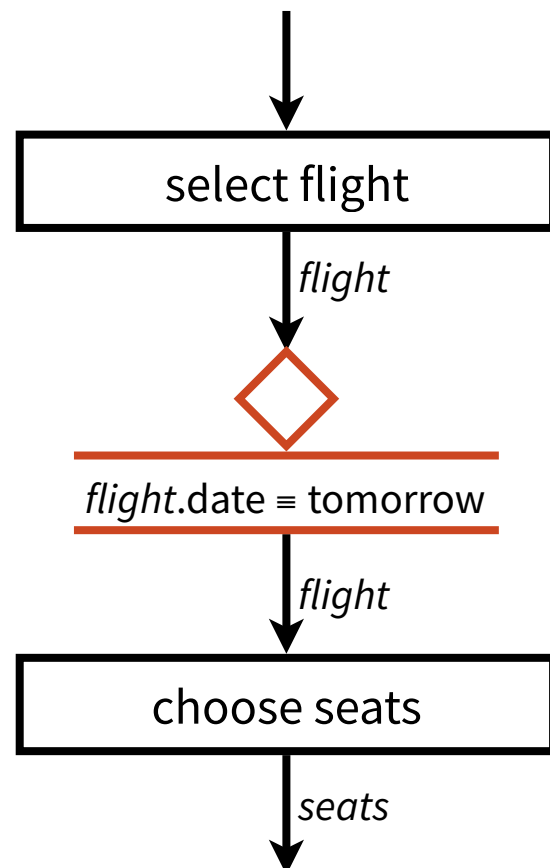 select flight
flight
flight.date ≡ tomorrow
flight
choose seats
seats